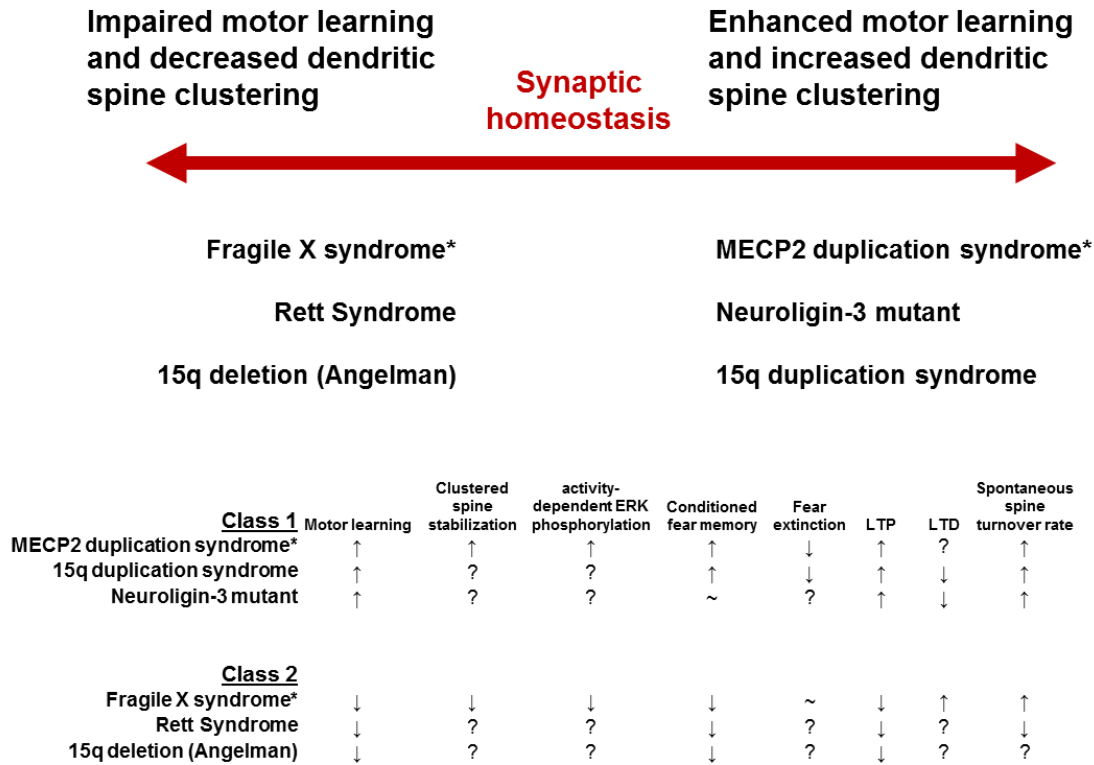 Impaired motor learning
and decreased dendritic
spine clustering
Synaptic
homeostasis
Enhanced motor learning
and increased dendritic
spine clustering
Fragile X syndrome*
MECP2 duplication syndrome*
Rett Syndrome
Neuroligin-3 mutant
15q deletion (Angelman)
15q duplication syndrome
Class 1
Motor learning
Clustered
spine
stabilization
activity-
dependent ERK
phosphorylation
Conditioned
fear memory
Fear
extinction
LTP
LTD
Spontaneous
spine
turnover rate
MECP2 duplication syndrome* ↑ ↑ ↑ ↑ ↓ ↑ ? ↑
15q duplication syndrome ↑ ? ? ↑ ↓ ↑ ↓ ↑
Neuroligin-3 mutant ↑ ? ? ~ ? ↑ ↓ ↑
Class 2
Fragile X syndrome* ↓ ↓ ↓ ↓ ~ ↓ ↑ ↑
Rett Syndrome ↓ ? ? ↓ ? ↓ ? ↓
15q deletion (Angelman) ↓ ? ? ↓ ? ↓ ? ?